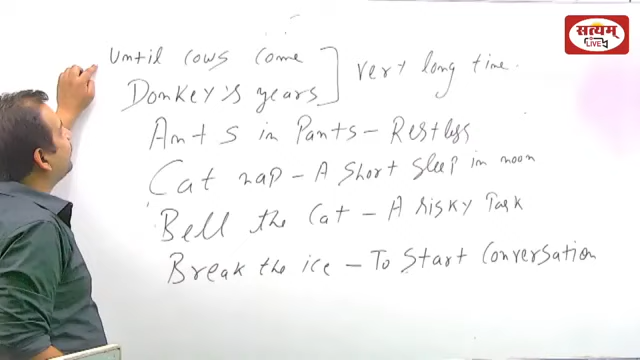 सत्यम्
LIVE
until cows come
Donkey's years
very long time.
Ants in Pants - Restless
Cat nap - A short sleep in noon
Bell the Cat - A risky Task
Break the ice - To start Conversation